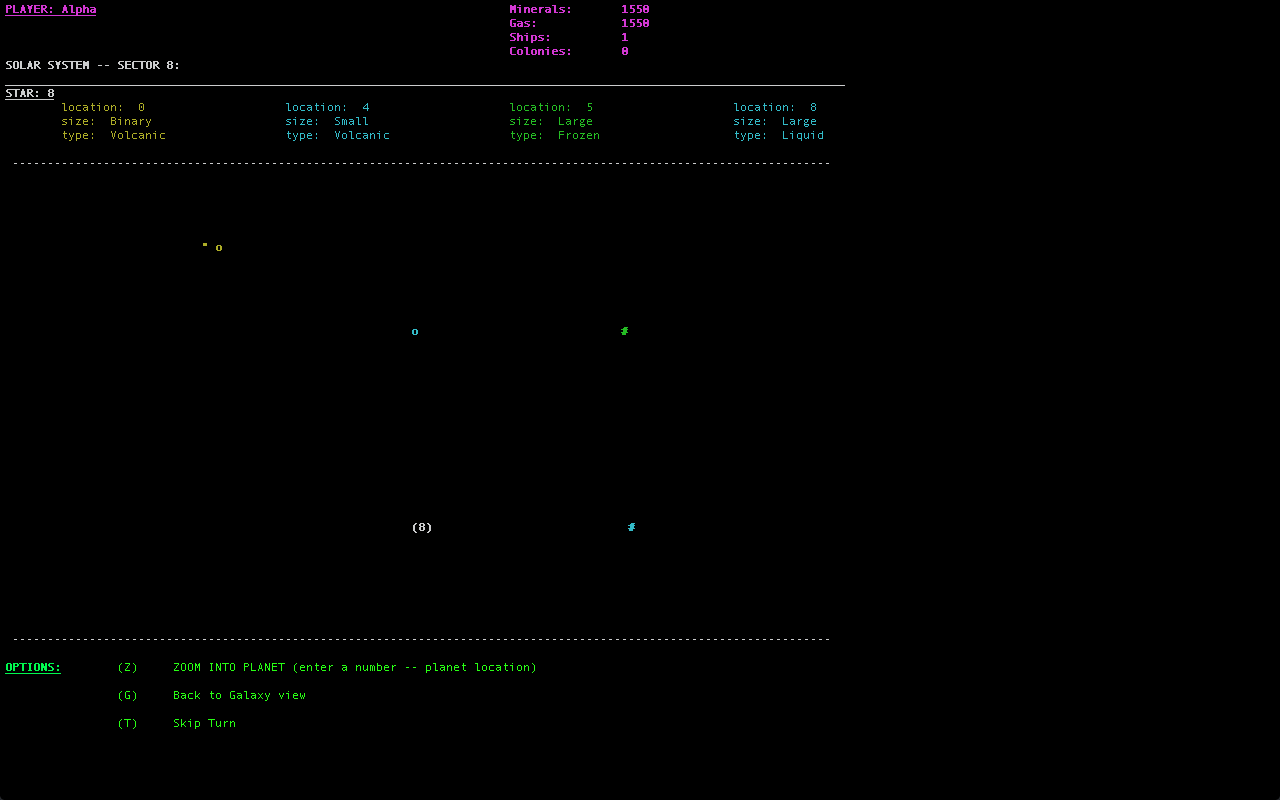 PLAYER: Alpha Minerals: 1550
Gas: 1550
Ships: 1
Colonies: 0
SOLAR SYSTEM -- SECTOR 8:
STAR: 8
location: 0 location: 4 location: 5 location: 8
size: Binary size: Small size: Large size: Large
type: Volcanic type: Volcanic type: Frozen type: Liquid
" o
o #
(8) #
OPTIONS: (Z) ZOOM INTO PLANET (enter a number -- planet location)
(G) Back to Galaxy view
(T) Skip Turn